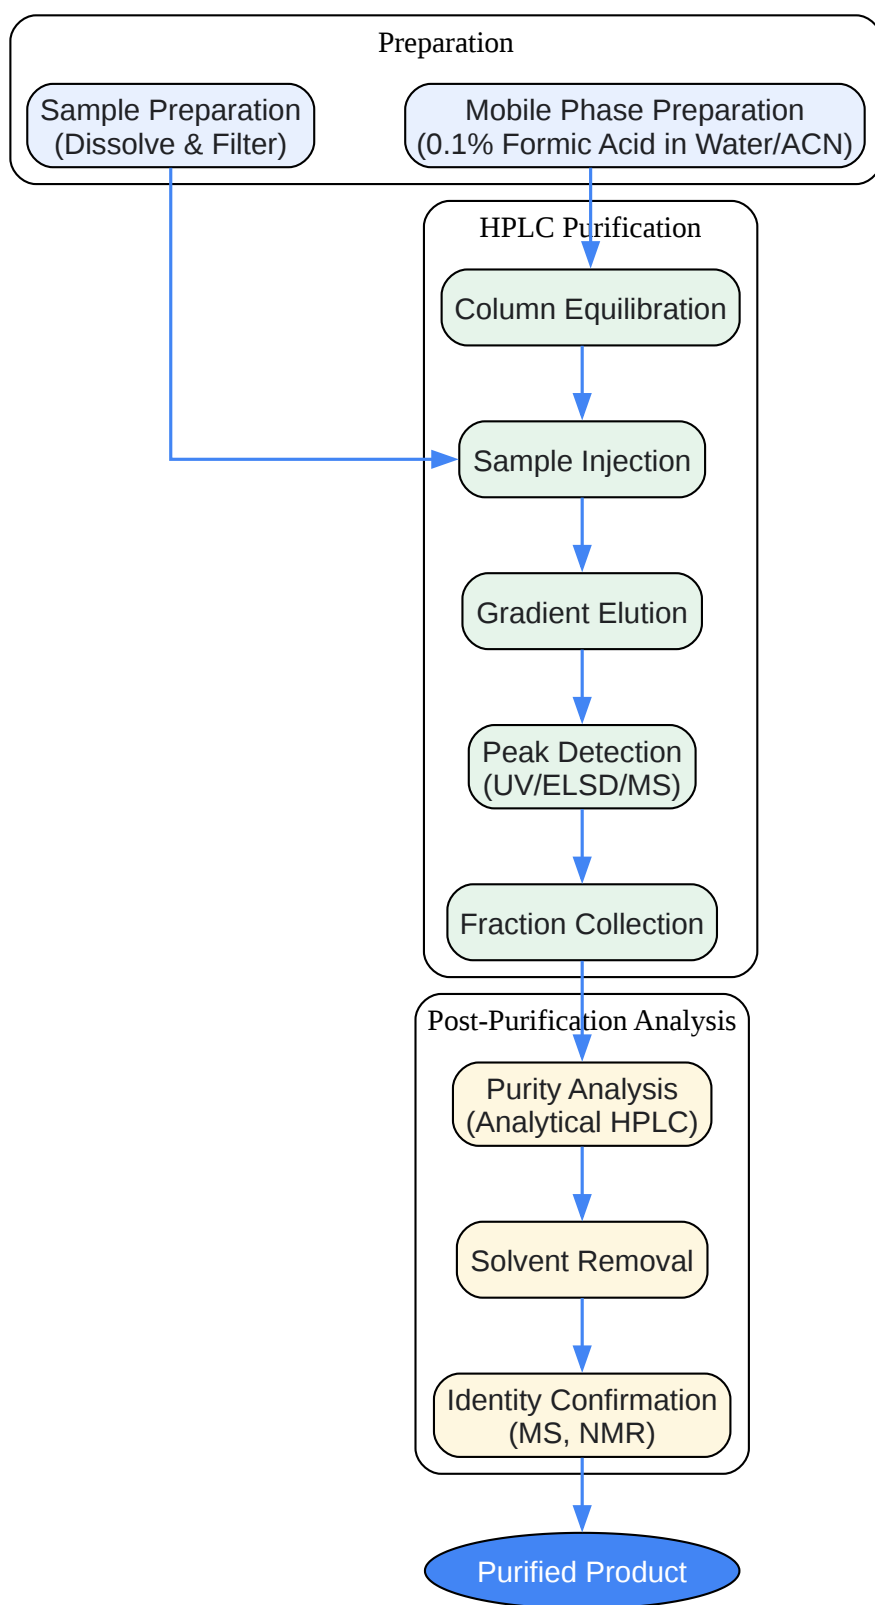 Preparation
Sample Preparation
(Dissolve & Filter)
Mobile Phase Preparation
(0.1% Formic Acid in Water/ACN)
HPLC Purification
Column Equilibration
Sample Injection
Gradient Elution
Peak Detection
(UV/ELSD/MS)
Fraction Collection
Post-Purification Analysis
Purity Analysis
(Analytical HPLC)
Solvent Removal
Identity Confirmation
(MS, NMR)
Purified Product